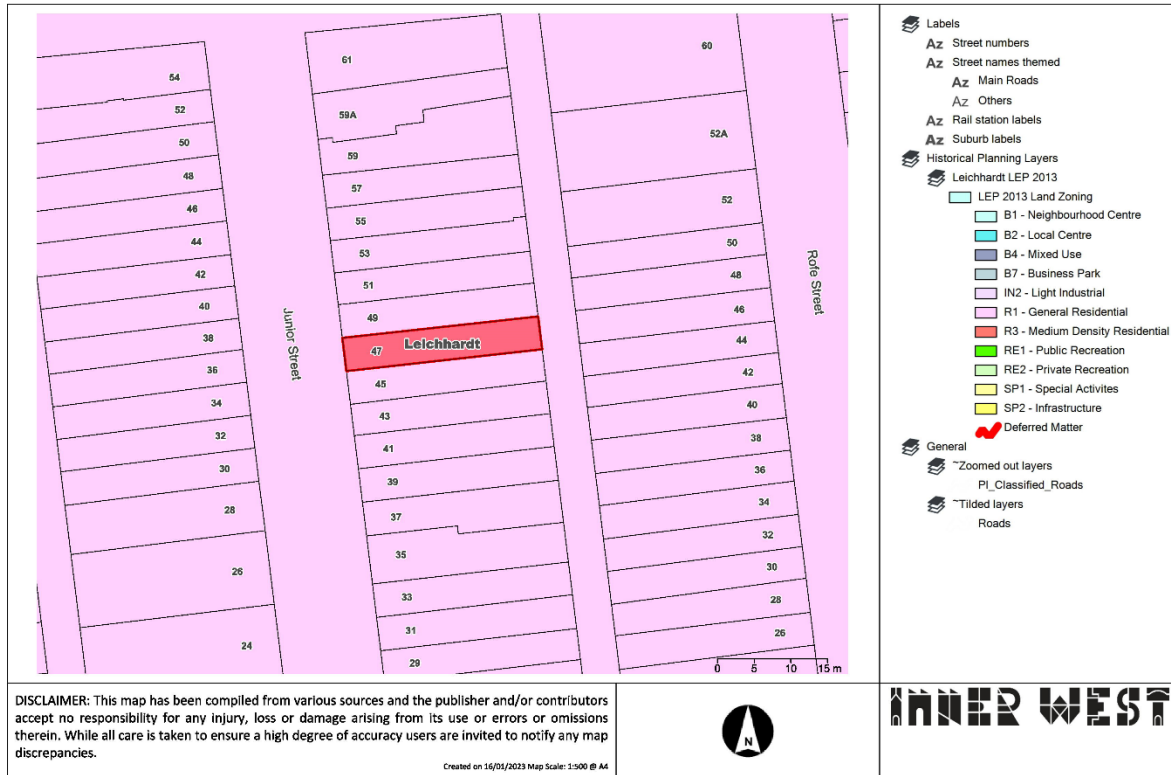 54
52
50
48
46
44
42
40
38
36
34
32
30
28
26
24
Junior Street
61
59A
59
57
55
53
51
49
47
Leichhardt
45
43
41
39
37
35
33
31
29
60
52A
52
50
48
46
44
42
40
38
36
34
32
30
28
26
Rofe Street
0 5 10 15 m
Labels
Az Street numbers
Az Street names themed
Az Main Roads
Az Others
Az Rail station labels
Az Suburb labels
Historical Planning Layers
Leichhardt LEP 2013
LEP 2013 Land Zoning
B1 - Neighbourhood Centre
B2 - Local Centre
B4 - Mixed Use
B7 - Business Park
IN2 - Light Industrial
R1 - General Residential
R3 - Medium Density Residential
RE1 - Public Recreation
RE2 - Private Recreation
SP1 - Special Activites
SP2 - Infrastructure
Deferred Matter
General
~Zoomed out layers
PI_Classified_Roads
~Tilded layers
Roads
DISCLAIMER: This map has been compiled from various sources and the publisher and/or contributors
accept no responsibility for any injury, loss or damage arising from its use or errors or omissions
therein. While all care is taken to ensure a high degree of accuracy users are invited to notify any map
discrepancies.
Created on 16/01/2023 Map Scale: 1:500 @ A4
N
INNER WEST